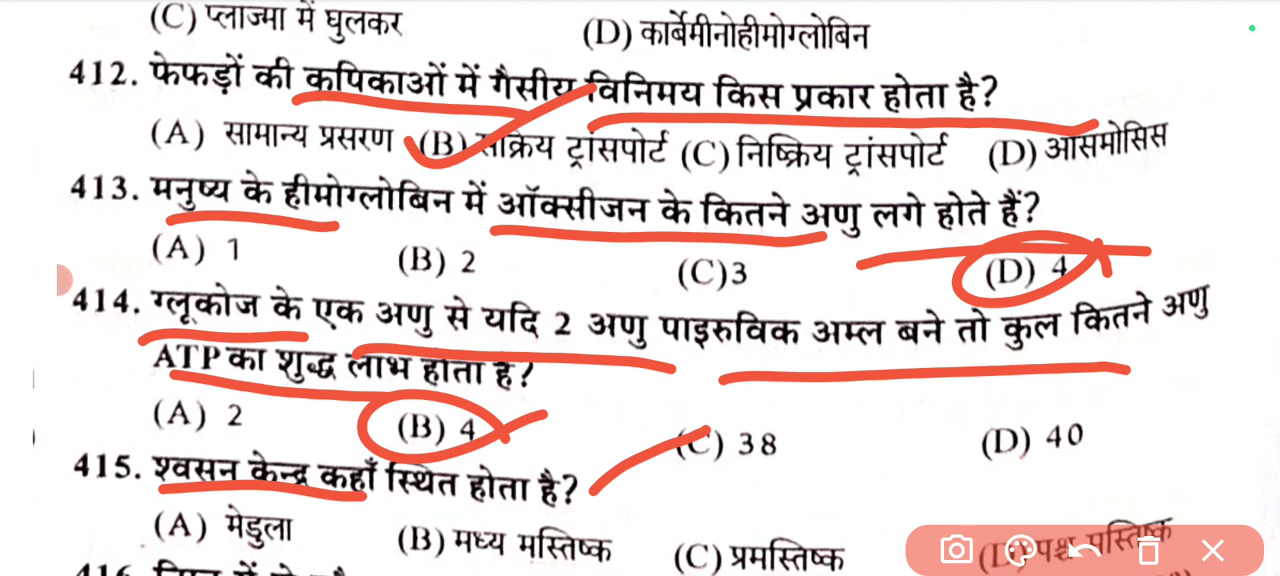 (C) प्लाज्मा में घुलकर (D) कार्बेमीनोहीमोग्लोबिन
412. फेफड़ों की कूपिकाओं में गैसीय विनिमय किस प्रकार होता है?
(A) सामान्य प्रसरण (B) सक्रिय ट्रांसपोर्ट (C) निष्क्रिय ट्रांसपोर्ट (D) ऑसमोसिस
413. मनुष्य के हीमोग्लोबिन में ऑक्सीजन के कितने अणु लगे होते हैं?
(A) 1 (B) 2 (C)3 (D) 4
414. ग्लूकोज के एक अणु से यदि 2 अणु पाइरुविक अम्ल बने तो कुल कितने अणु
ATP का शुद्ध लाभ होता है?
(A) 2 (B) 4 (C) 38 (D) 40
415. श्वसन केन्द्र कहाँ स्थित होता है?
(A) मेडुला (B) मध्य मस्तिष्क (C) प्रमस्तिष्क (D) पश्च मस्तिष्क